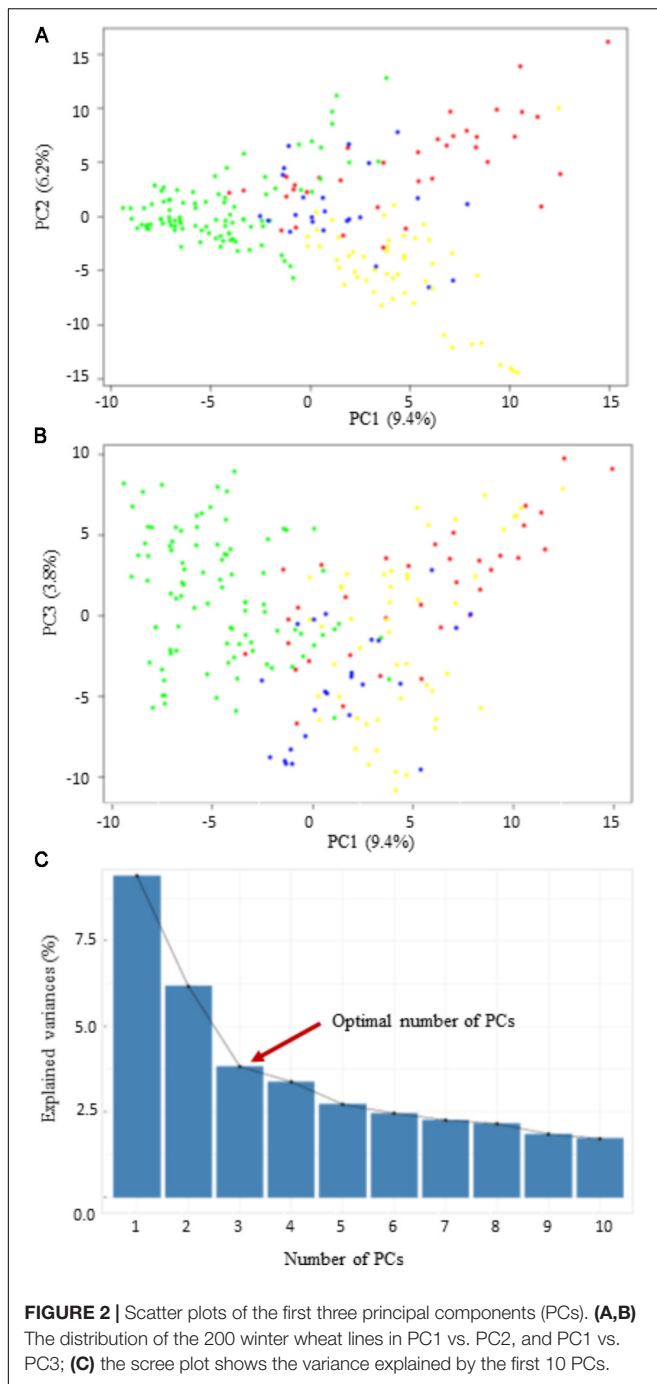 A
15
10
5
0
-5
-10
-15
PC2 (6.2%)
-10
-5
0
5
10
15
PC1 (9.4%)
B
10
5
0
-5
-10
PC3 (3.8%)
-10
-5
0
5
10
15
PC1 (9.4%)
C
7.5
5.0
2.5
0.0
Explained variances (%)
Optimal number of PCs
1 2 3 4 5 6 7 8 9 10
Number of PCs
FIGURE 2 | Scatter plots of the first three principal components (PCs). (A,B)
The distribution of the 200 winter wheat lines in PC1 vs. PC2, and PC1 vs.
PC3; (C) the scree plot shows the variance explained by the first 10 PCs.